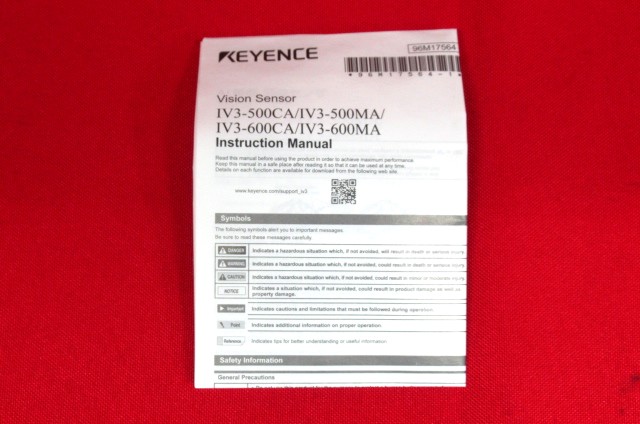 KEYENCE
96M17564
*96M17564-1
Vision Sensor
IV3-500CA/IV3-500MA/
IV3-600CA/IV3-600MA
Instruction Manual
Read this manual before using the product in order to achieve maximum performance
Keep this manual in a safe place after reading it so that it can be used at any time.
Details on each function are available for download from the following web site.
www.keyence.com/support_iv3
Symbols
The following symbols alert you to important messages.
Be sure to read these messages carefully.
DANGER Indicates a hazardous situation which, if not avoided, will result in death or serious injury
WARNING Indicates a hazardous situation which, if not avoided, could result in death or serious injury
CAUTION Indicates a hazardous situation which, if not avoided, could result in minor or moderate injury
NOTICE Indicates a situation which, if not avoided, could result in product damage as well as
property damage.
Important Indicates cautions and limitations that must be followed during operation.
Point Indicates additional information on proper operation.
Reference Indicates tips for better understanding or useful information.
Safety Information
General Precautions